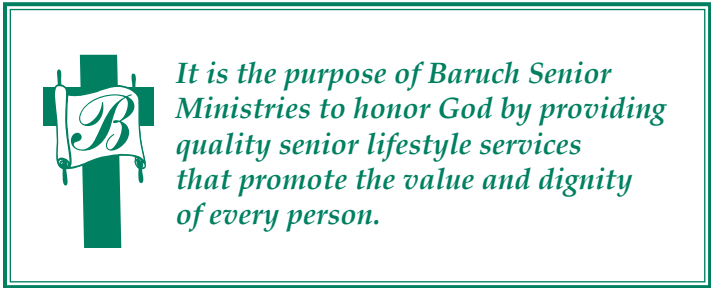 B
It is the purpose of Baruch Senior
Ministries to honor God by providing
quality senior lifestyle services
that promote the value and dignity
of every person.